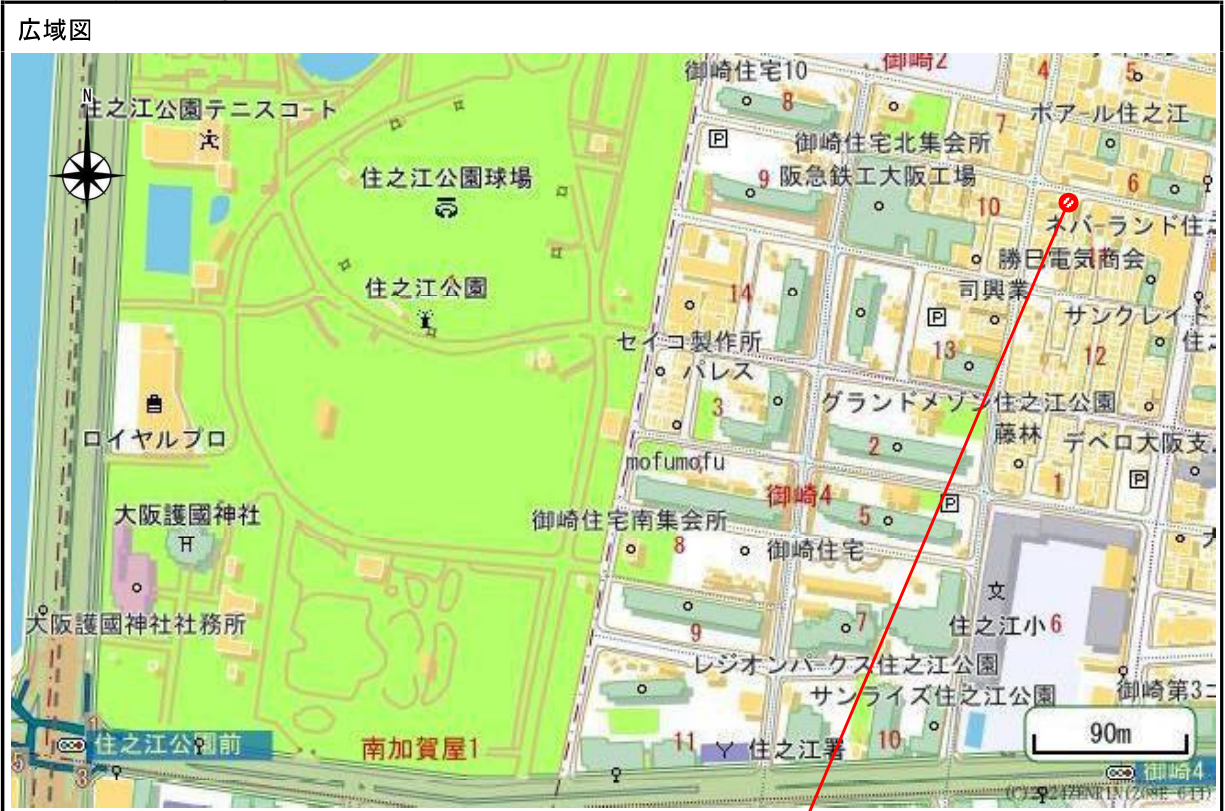 広域図
御崎2
御崎住宅10
8
4
5
7
N
住之江公園テニスコート
ボアール住之江
P
御崎住宅北集会所
住之江公園球場
9
阪急鉄工大阪工場
6
10
ネバーランド住
勝日電気商会
住之江公園
14
司興業
P
サンクレイド
セイコ製作所
13
12
パレス
3
グランドメゾン住之江公園
ロイヤルプロ
2
藤林
デベロ大阪支
mofumofu
1
P
御崎4
P
大阪護國神社
御崎住宅南集会所
5
8
御崎住宅
文
大阪護國神社社務所
9
7
住之江小
6
レジオンパークス住之江公園
サンライズ住之江公園
御崎第3コ
1
住之江公園前
南加賀屋1
11
住之江署
10
90m
5
3
御崎4